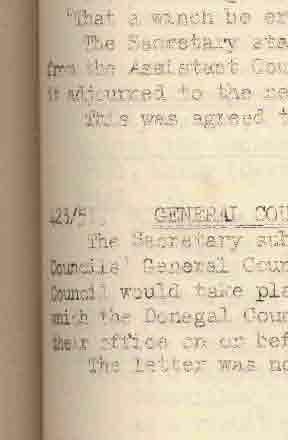 "That a winch be er
The Secretary sta
from the Assistant Cou
it adjourned to the ne
This was agreed t
423/5 GENERAL COU
The Secretary sub
Councils' General Coun
Council would take pla
with the Donegal Coun
their office on or bef
The letter was no